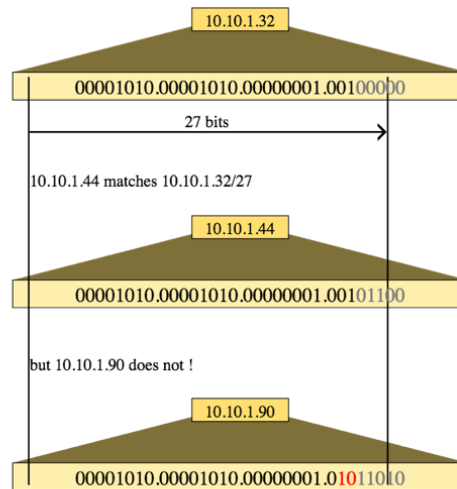 10.10.1.32
00001010.00001010.00000001.00100000
27 bits
10.10.1.44 matches 10.10.1.32/27
10.10.1.44
00001010.00001010.00000001.00101100
but 10.10.1.90 does not !
10.10.1.90
00001010.00001010.00000001.01011010